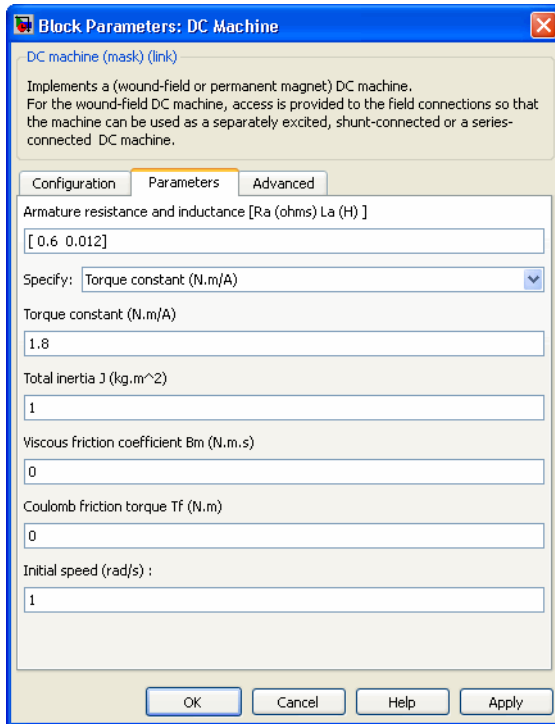 Block Parameters: DC Machine
DC machine (mask) (link)
Implements a (wound-field or permanent magnet) DC machine.
For the wound-field DC machine, access is provided to the field connections so that
the machine can be used as a separately excited, shunt-connected or a series-
connected DC machine.
Configuration Parameters Advanced
Armature resistance and inductance [Ra (ohms) La (H) ]
[ 0.6 0.012]
Specify: Torque constant (N.m/A)
Torque constant (N.m/A)
1.8
Total inertia J (kg.m^2)
1
Viscous friction coefficient Bm (N.m.s)
0
Coulomb friction torque Tf (N.m)
0
Initial speed (rad/s) :
1
OK Cancel Help Apply